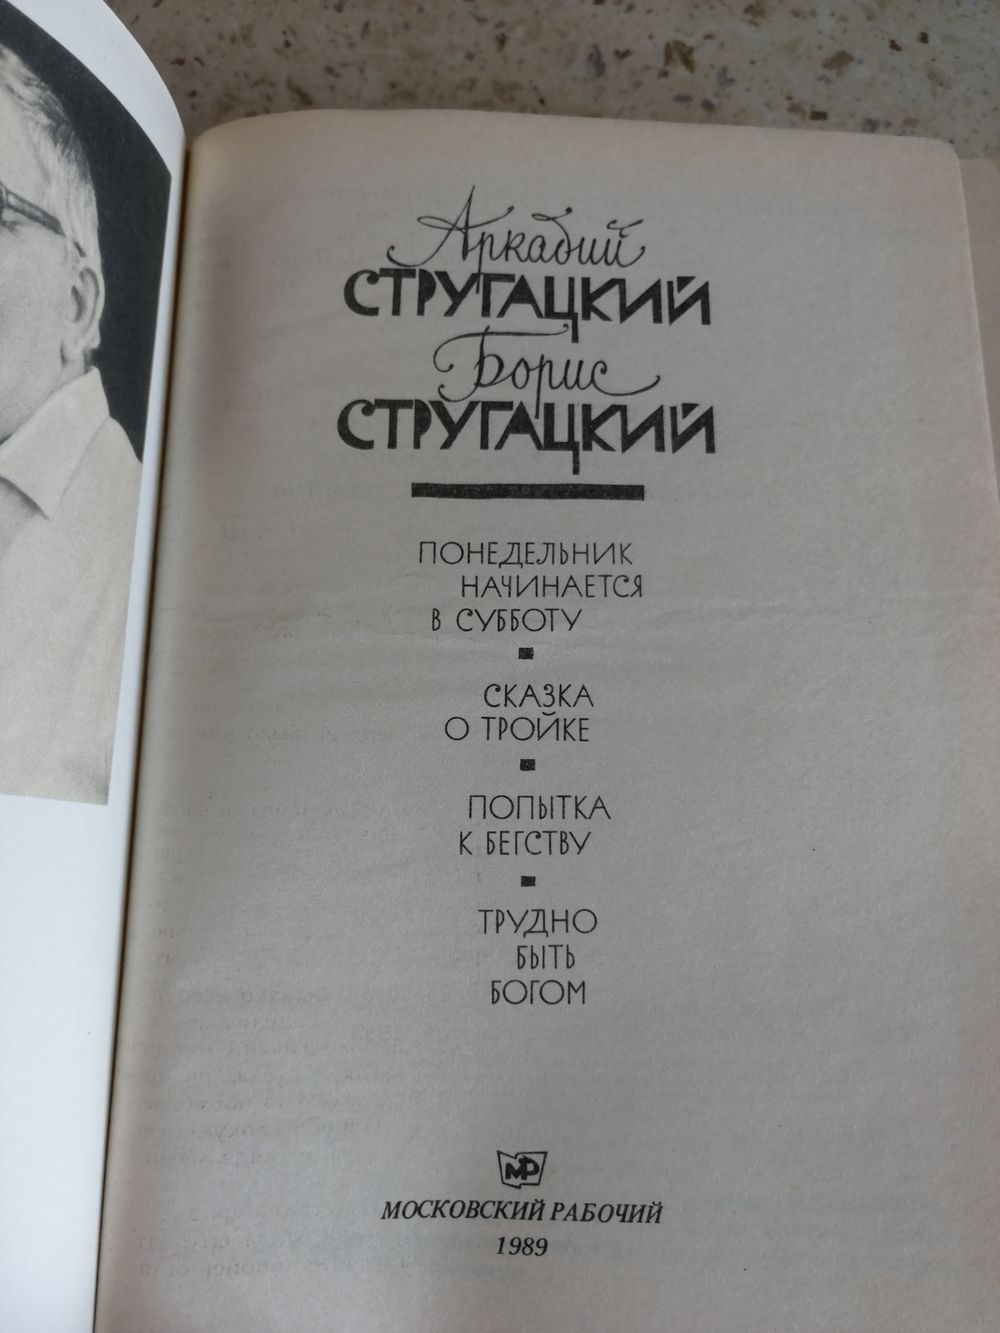 Аркадий
СТРУГАЦКИЙ
Борис
СТРУГАЦКИЙ
ПОНЕДЕЛЬНИК
НАЧИНАЕТСЯ
В СУББОТУ
СКАЗКА
О ТРОЙКЕ
ПОПЫТКА
К БЕГСТВУ
ТРУДНО
БЫТЬ
БОГОМ
МР
МОСКОВСКИЙ РАБОЧИЙ
1989